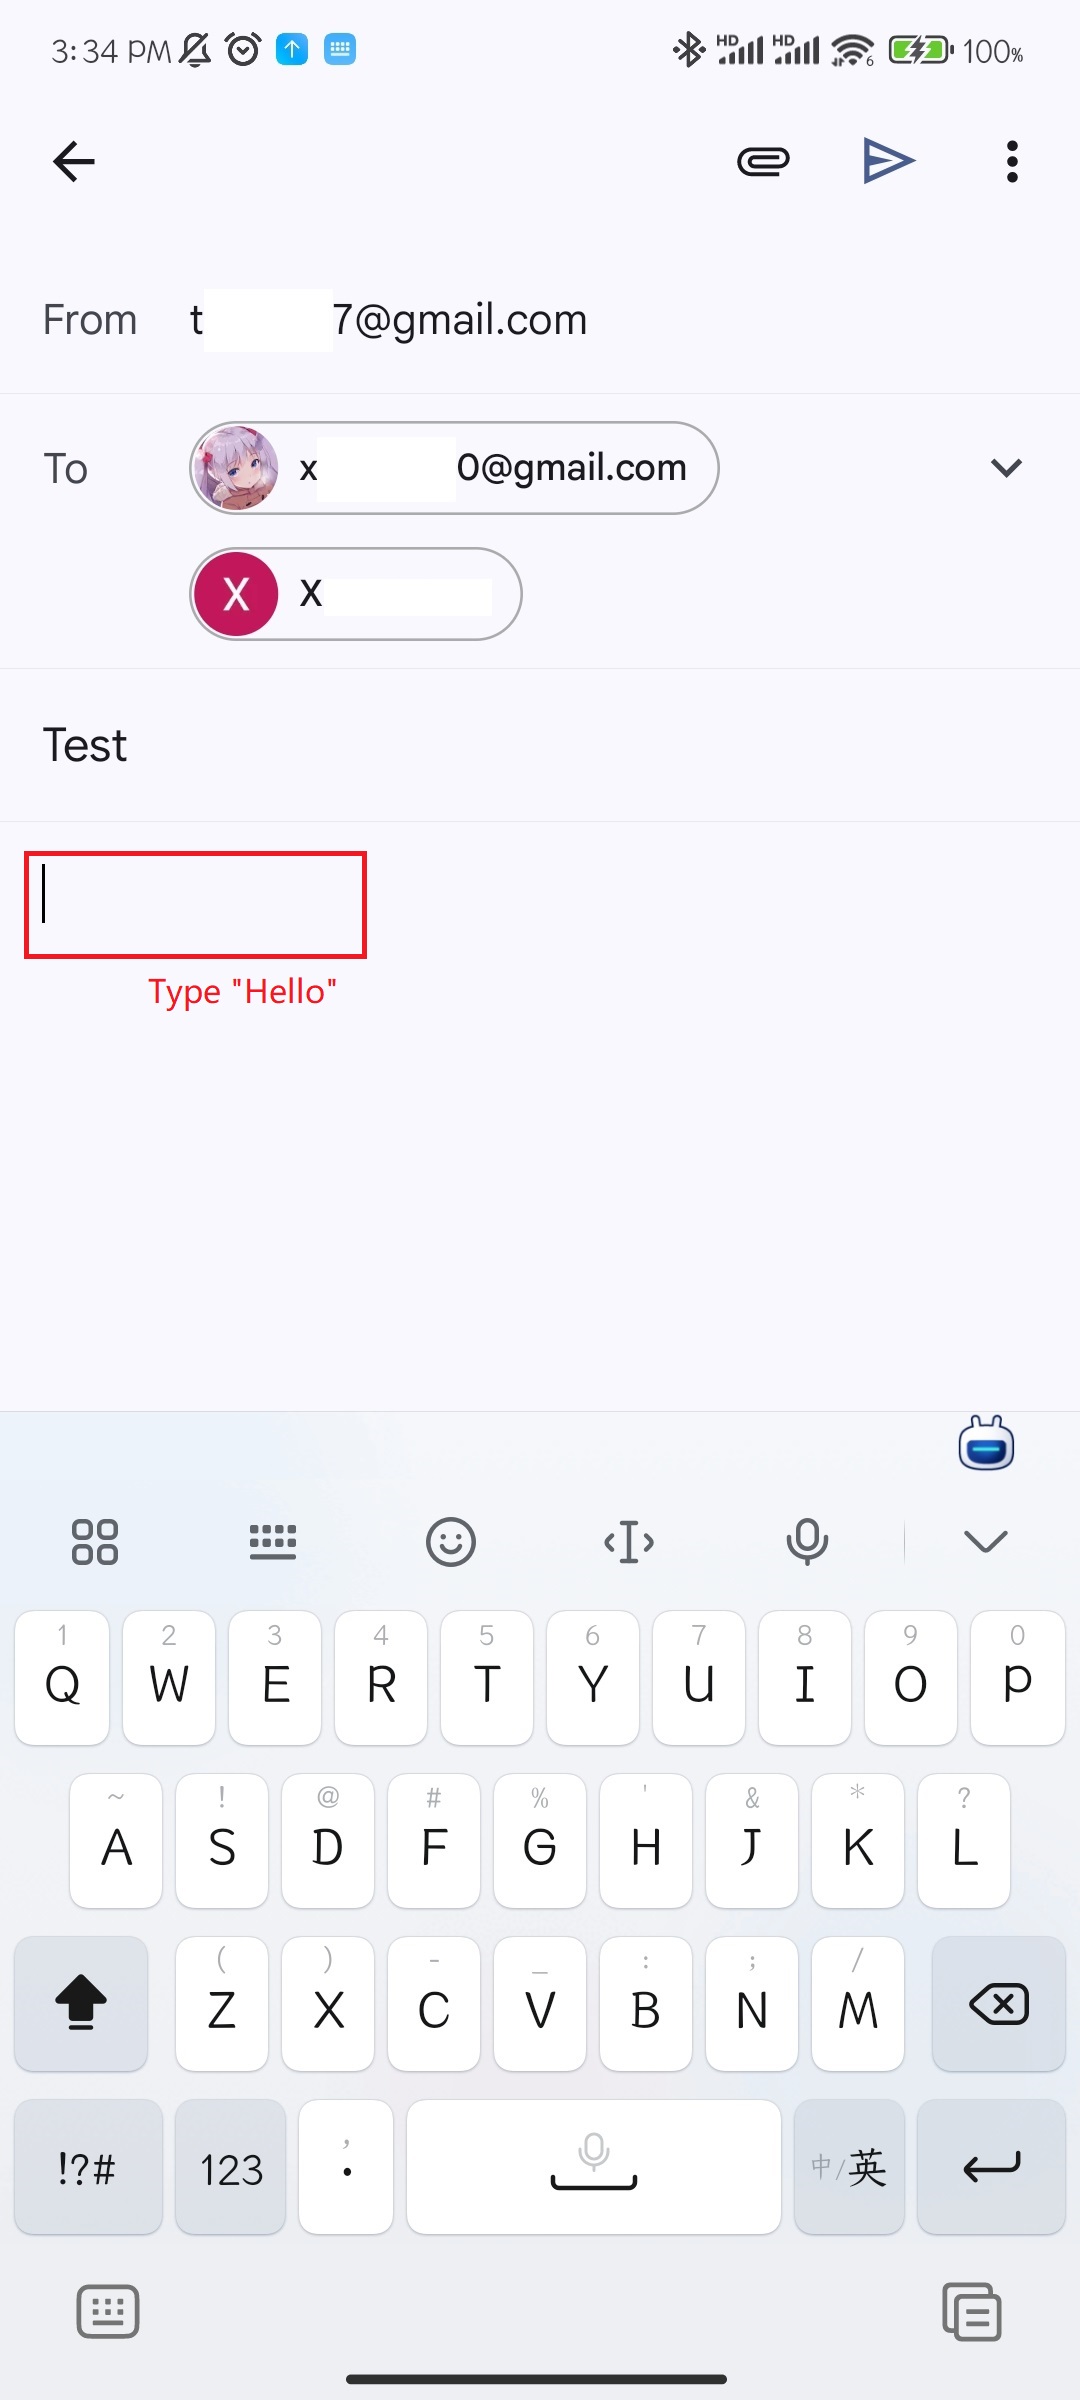 3:34 PM HD HD 6 100%
From t 7@gmail.com
To x 0@gmail.com
X X
Test
Type "Hello"
1 2 3 4 5 6 7 8 9 0
Q W E R T Y U I O P
~ ! @ # % ' & * ?
A S D F G H J K L
( ) - _ : ; /
Z X C V B N M
!?# 123 , . 中/英